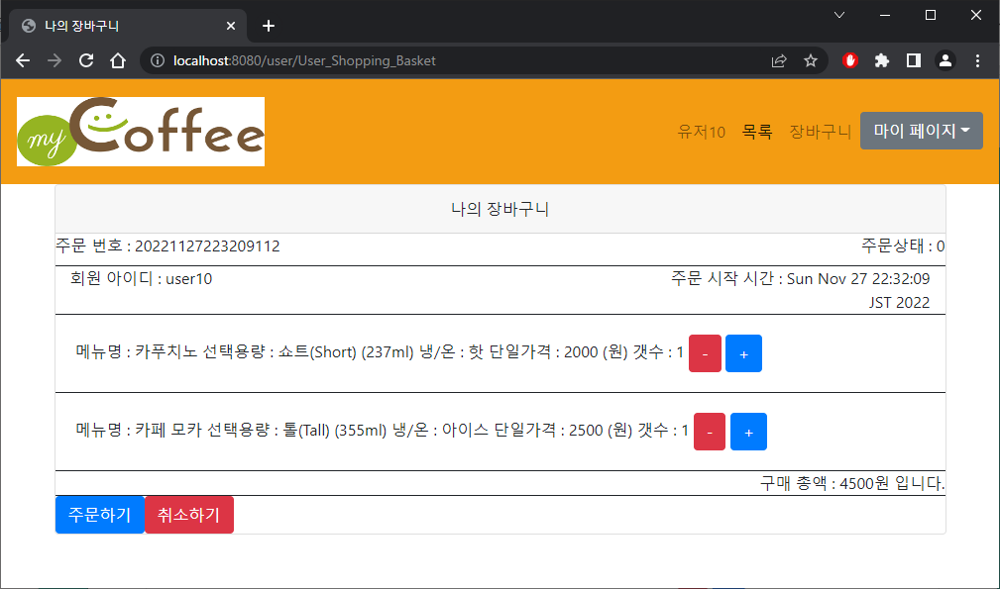 나의 장바구니
localhost:8080/user/User_Shopping_Basket
my Coffee
유저10 목록 장바구니 마이 페이지
나의 장바구니
주문 번호 : 20221127223209112 주문상태 : 0
회원 아이디 : user10 주문 시작 시간 : Sun Nov 27 22:32:09
JST 2022
메뉴명 : 카푸치노 선택용량 : 쇼트(Short) (237ml) 냉/온 : 핫 단일가격 : 2000 (원) 갯수 : 1 - +
메뉴명 : 카페 모카 선택용량 : 톨(Tall) (355ml) 냉/온 : 아이스 단일가격 : 2500 (원) 갯수 : 1 - +
구매 총액 : 4500원 입니다.
주문하기 취소하기